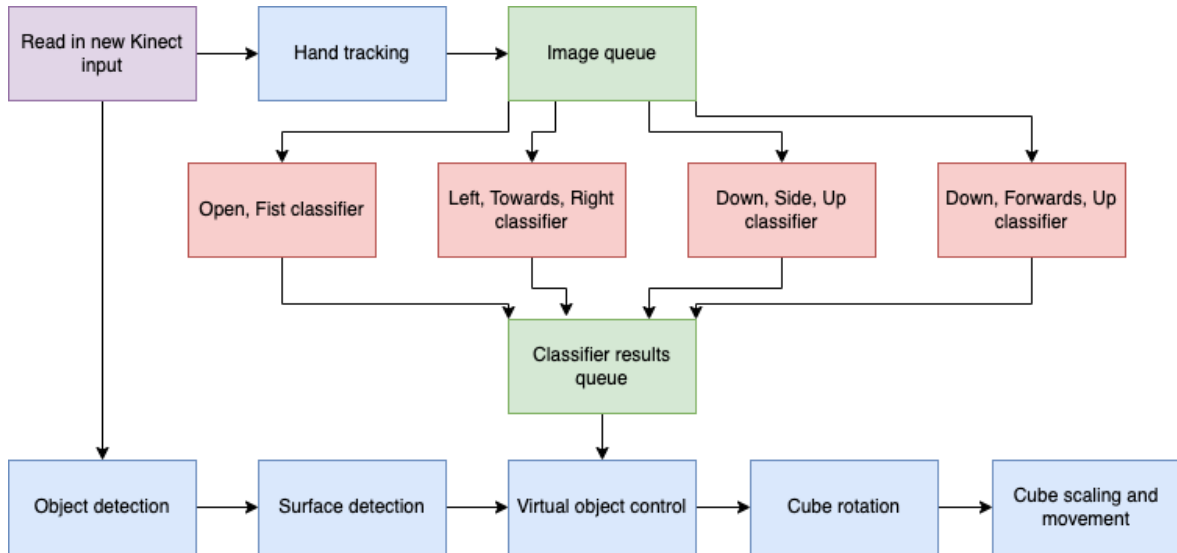 Read in new Kinect
input
Hand tracking
Image queue
Open, Fist classifier
Left, Towards, Right
classifier
Down, Side, Up
classifier
Down, Forwards, Up
classifier
Classifier results
queue
Object detection
Surface detection
Virtual object control
Cube rotation
Cube scaling and
movement